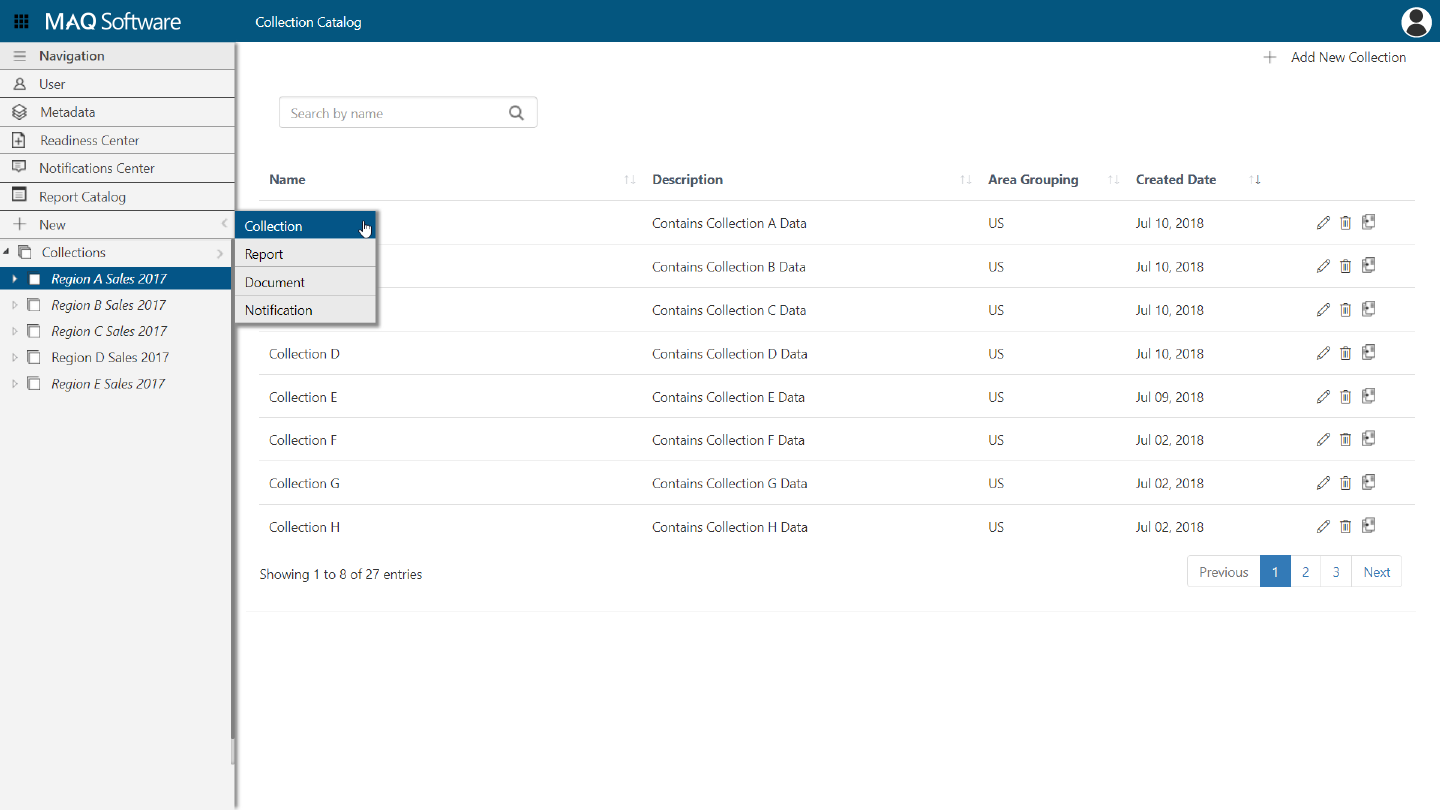 MAQ Software
Collection Catalog
Navigation
User
Metadata
Readiness Center
Notifications Center
Report Catalog
New
Collections
Region A Sales 2017
Region B Sales 2017
Region C Sales 2017
Region D Sales 2017
Region E Sales 2017
Collection
Report
Document
Notification
Add New Collection
Search by name
Name Description Area Grouping Created Date
Contains Collection A Data US Jul 10, 2018
Contains Collection B Data US Jul 10, 2018
Contains Collection C Data US Jul 10, 2018
Collection D Contains Collection D Data US Jul 10, 2018
Collection E Contains Collection E Data US Jul 09, 2018
Collection F Contains Collection F Data US Jul 02, 2018
Collection G Contains Collection G Data US Jul 02, 2018
Collection H Contains Collection H Data US Jul 02, 2018
Showing 1 to 8 of 27 entries
Previous 1 2 3 Next